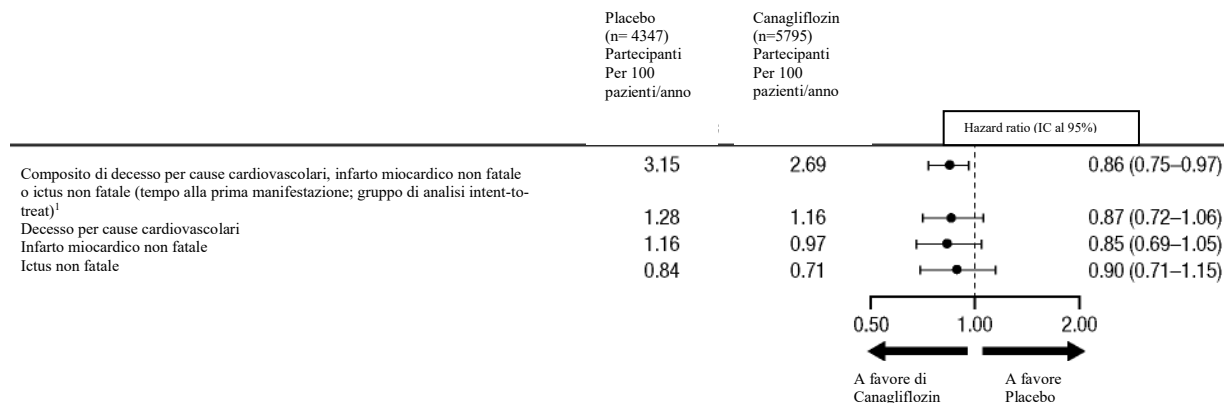 Placebo
(n= 4347)
Partecipanti
Per 100
pazienti/anno
Canagliflozin
(n=5795)
Partecipanti
Per 100
pazienti/anno
Hazard ratio (IC al 95%)
Composito di decesso per cause cardiovascolari, infarto miocardico non fatale
o ictus non fatale (tempo alla prima manifestazione; gruppo di analisi intent-to-
treat)¹
3.15 2.69 0.86 (0.75–0.97)
Decesso per cause cardiovascolari
1.28 1.16 0.87 (0.72–1.06)
Infarto miocardico non fatale
1.16 0.97 0.85 (0.69–1.05)
Ictus non fatale
0.84 0.71 0.90 (0.71–1.15)
0.50 1.00 2.00
A favore di
Canagliflozin
A favore
Placebo